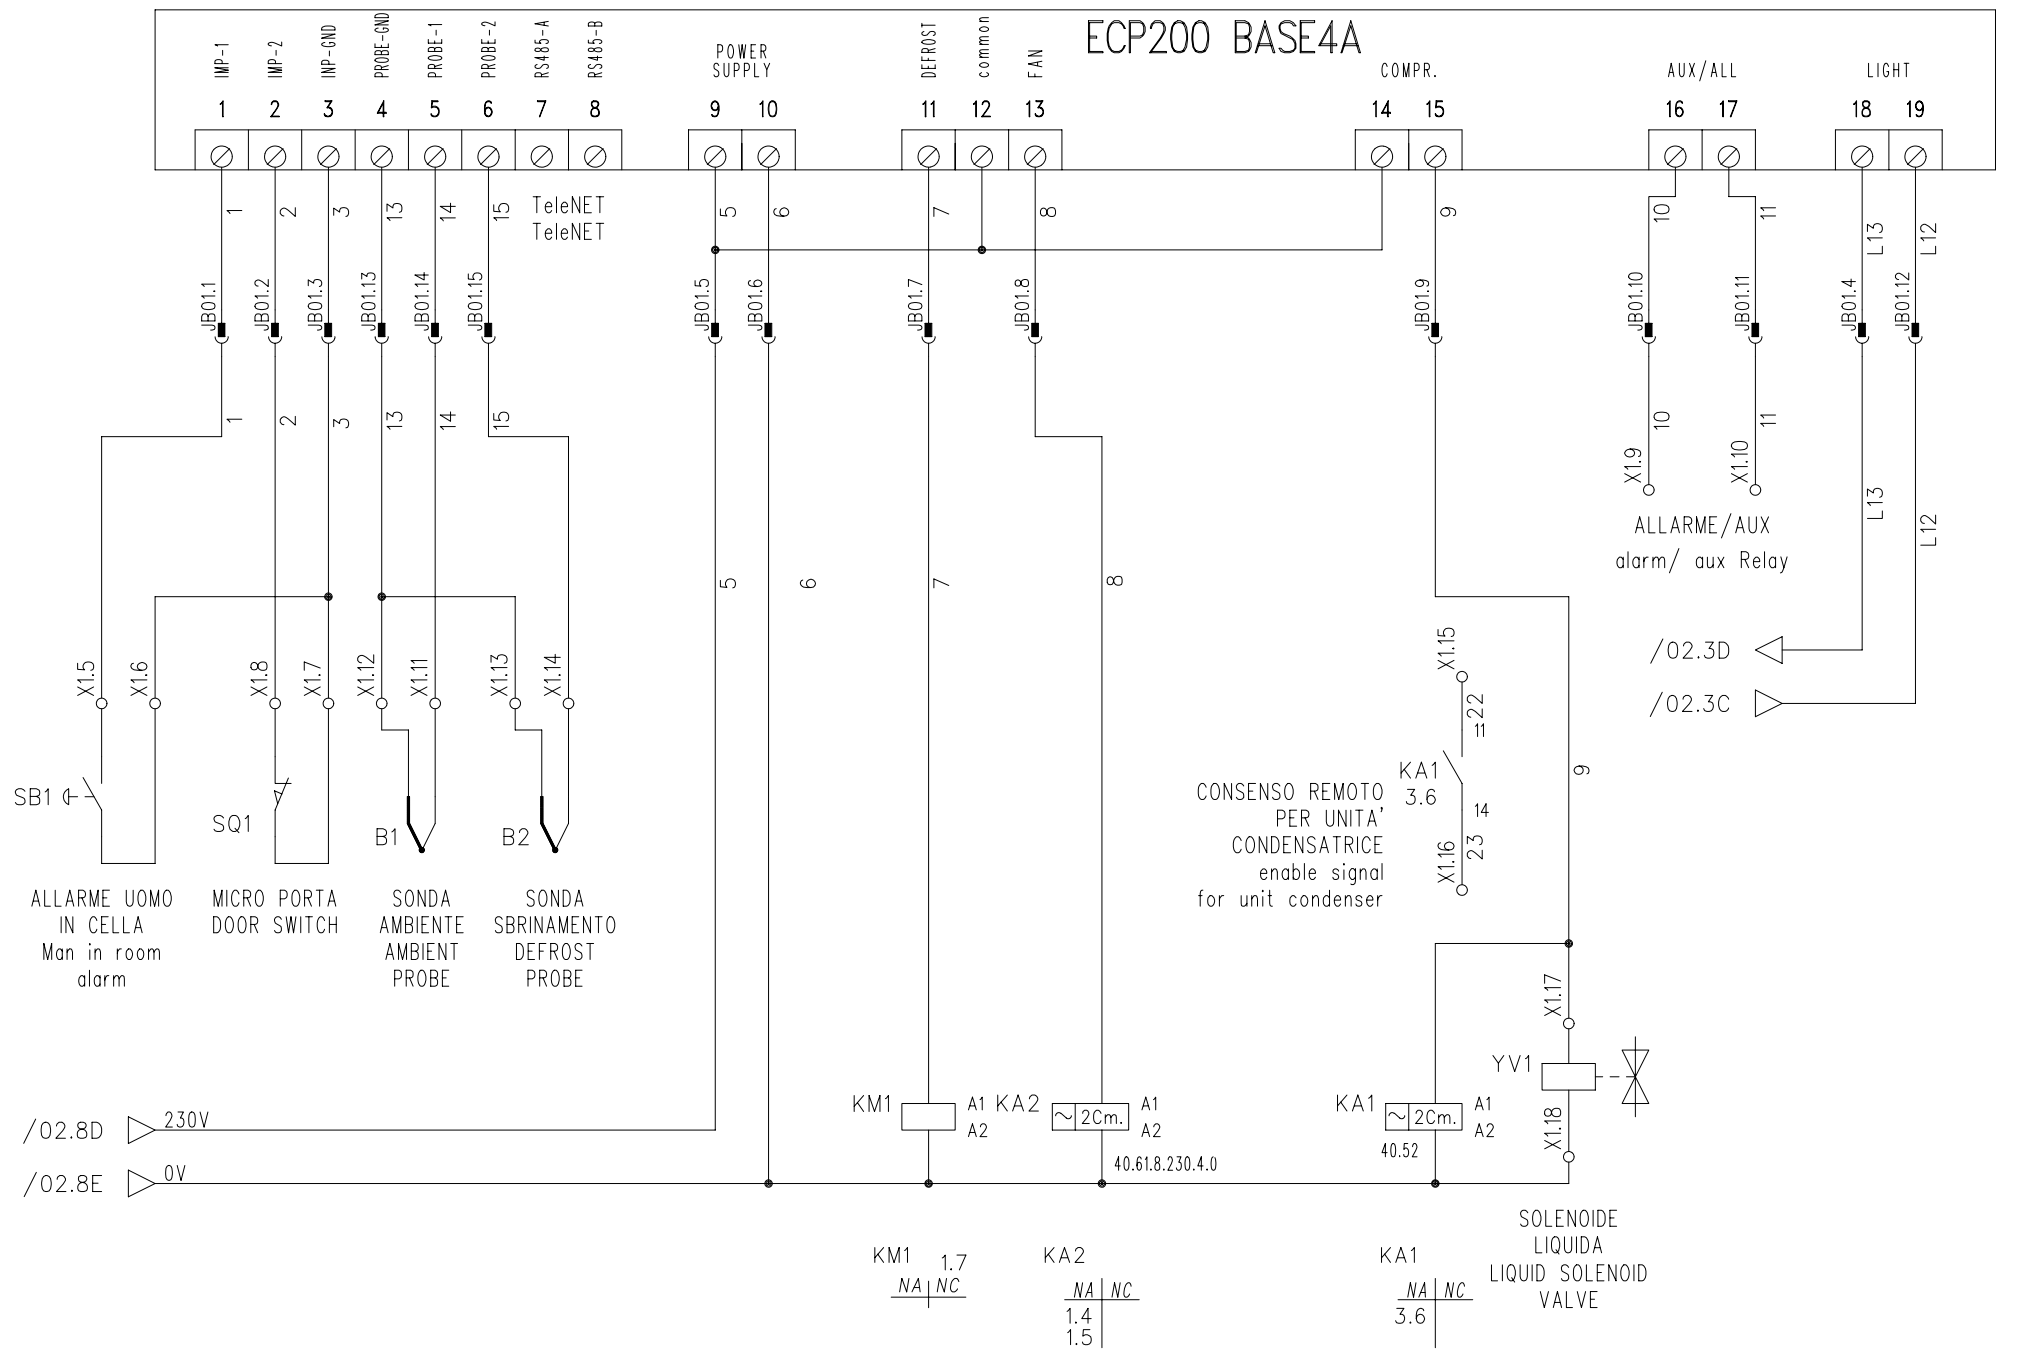 ECP200 BASE4A
IMP-1
IMP-2
INP-GND
PROBE-GND
PROBE-1
PROBE-2
RS485-A
RS485-B
POWER
SUPPLY
DEFROST
common
FAN
COMPR.
AUX/ALL
LIGHT
1 2 3 4 5 6 7 8 9 10 11 12 13 14 15 16 17 18 19
TeleNET
TeleNET
1 2 3 13 14 15 5 6 7 8 9 10 11 L13 L12
JB01.1 JB01.2 JB01.3 JB01.13 JB01.14 JB01.15 JB01.5 JB01.6 JB01.7 JB01.8 JB01.9 JB01.10 JB01.11 JB01.4 JB01.12
1 2 3 13 14 15 10 11
X1.9 X1.10
L13 L12
ALLARME/AUX
alarm/ aux Relay
5 6 7 8
/02.3D
/02.3C
X1.5 X1.6 X1.8 X1.7 X1.12 X1.11 X1.13 X1.14
X1.15
22
11
KA1
3.6
14
23
X1.16
9
CONSENSO REMOTO
PER UNITA'
CONDENSATRICE
enable signal
for unit condenser
SB1
SQ1
B1
B2
ALLARME UOMO
IN CELLA
Man in room
alarm
MICRO PORTA
DOOR SWITCH
SONDA
AMBIENTE
AMBIENT
PROBE
SONDA
SBRINAMENTO
DEFROST
PROBE
X1.17
YV1
X1.18
/02.8D 230V
/02.8E 0V
KM1 A1
A2
KA2 2Cm. A1
A2
40.61.8.230.4.0
KA1 2Cm. A1
A2
40.52
SOLENOIDE
LIQUIDA
LIQUID SOLENOID
VALVE
KM1 1.7
NA NC
KA2
NA NC
1.4
1.5
KA1
NA NC
3.6